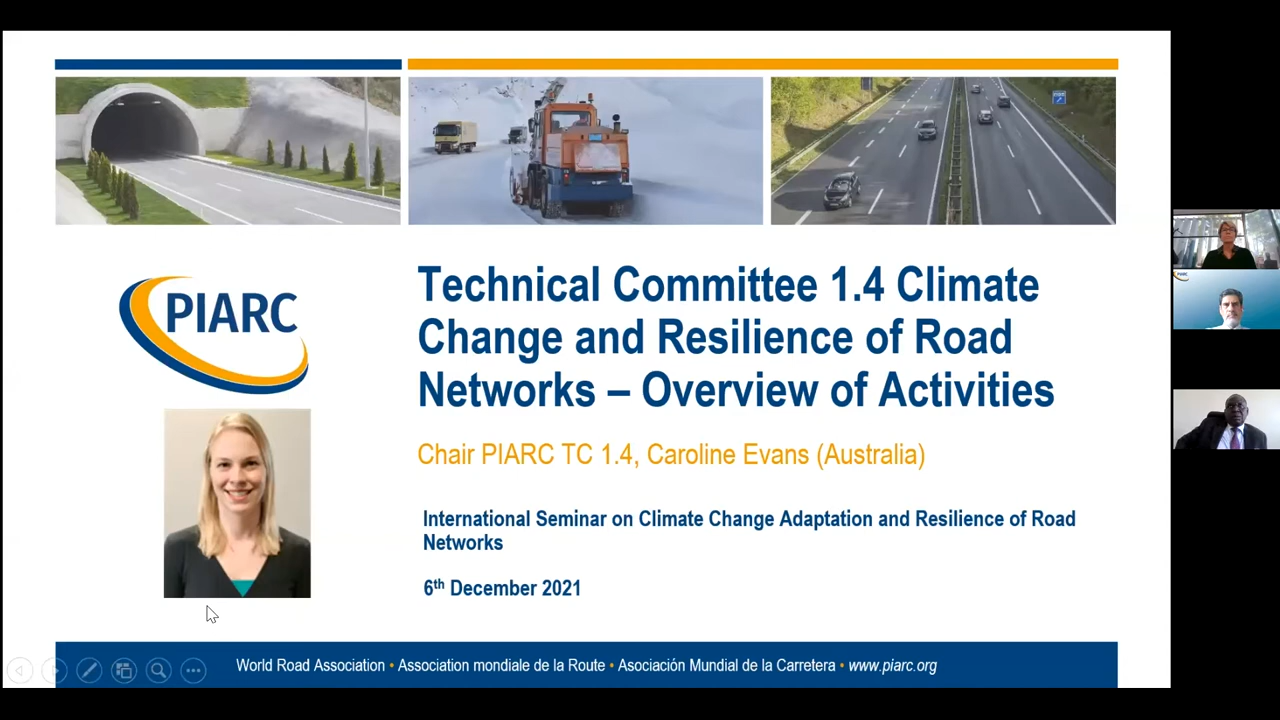 PIARC
Technical Committee 1.4 Climate
Change and Resilience of Road
Networks – Overview of Activities
Chair PIARC TC 1.4, Caroline Evans (Australia)
International Seminar on Climate Change Adaptation and Resilience of Road
Networks
6th December 2021
World Road Association • Association mondiale de la Route • Asociación Mundial de la Carretera • www.piarc.org